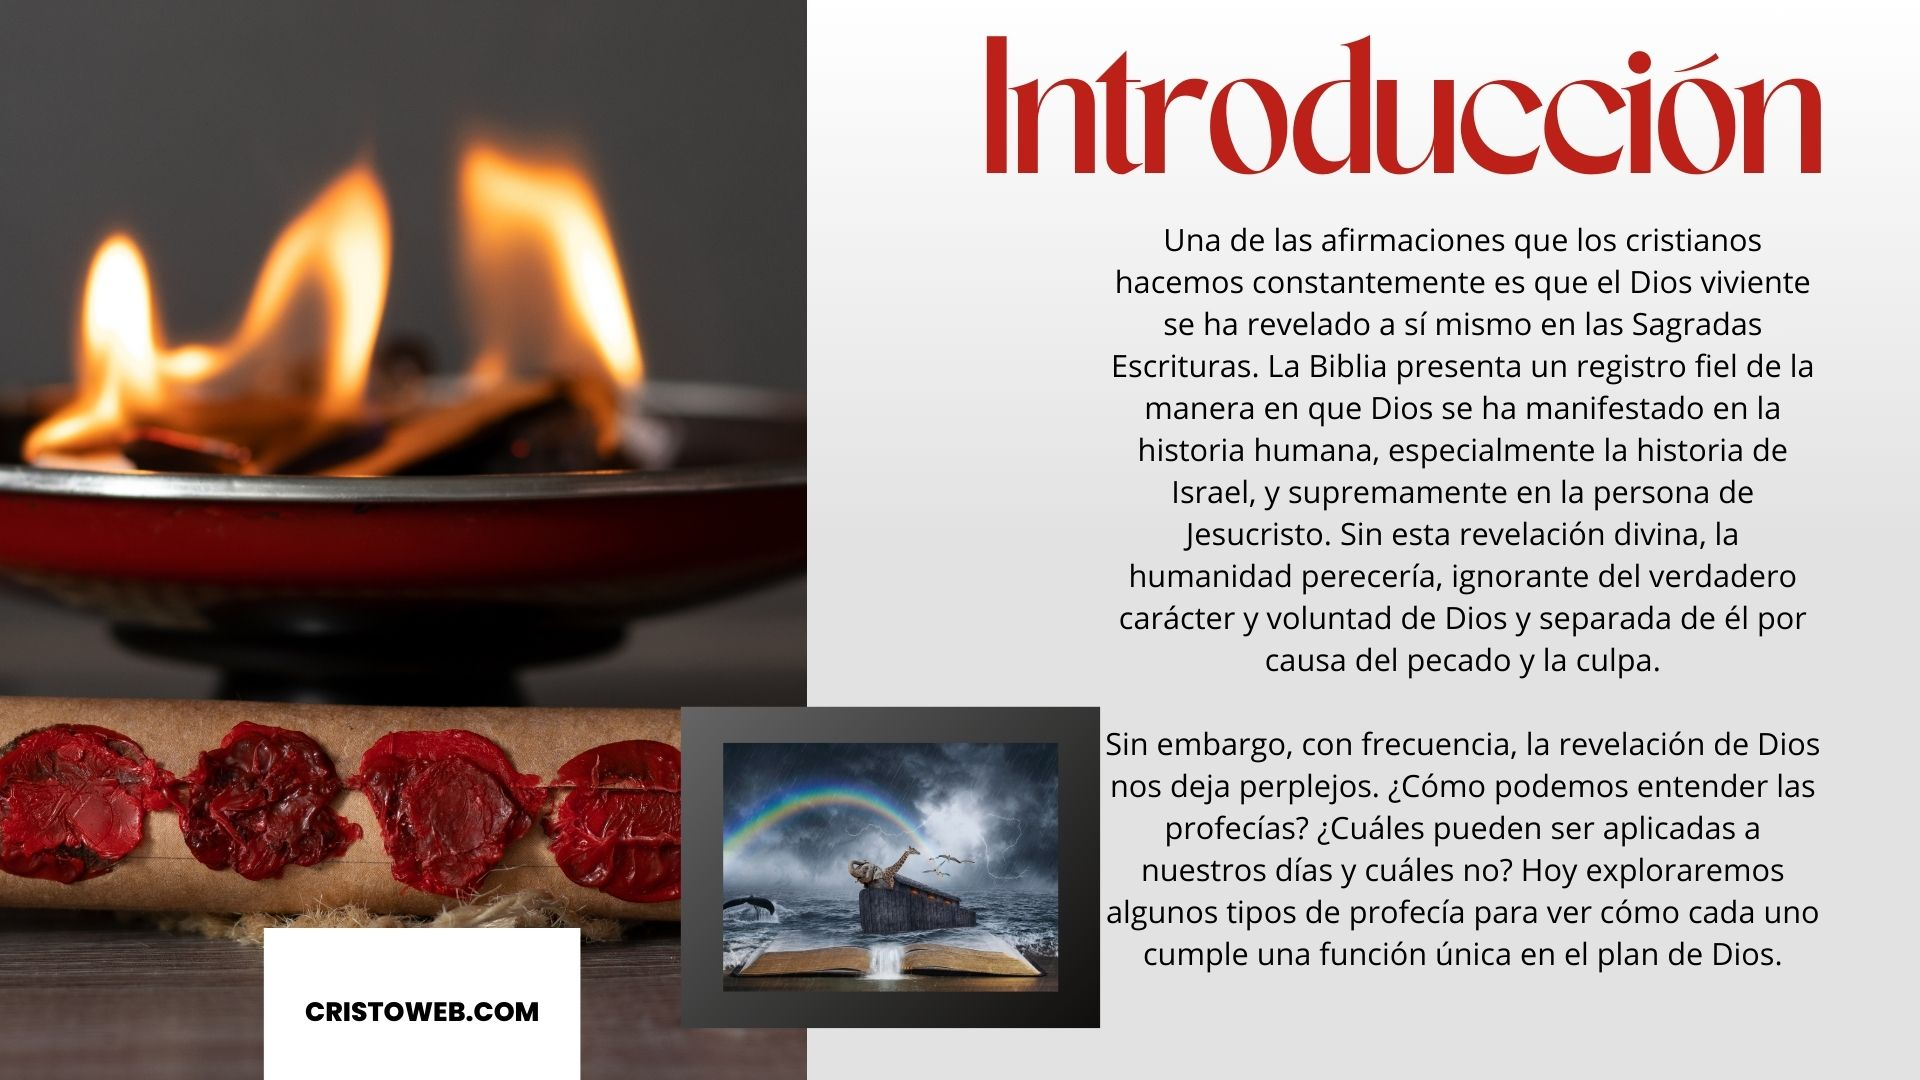 Introducción
Una de las afirmaciones que los cristianos
hacemos constantemente es que el Dios viviente
se ha revelado a sí mismo en las Sagradas
Escrituras. La Biblia presenta un registro fiel de la
manera en que Dios se ha manifestado en la
historia humana, especialmente la historia de
Israel, y supremamente en la persona de
Jesucristo. Sin esta revelación divina, la
humanidad perecería, ignorante del verdadero
carácter y voluntad de Dios y separada de él por
causa del pecado y la culpa.
Sin embargo, con frecuencia, la revelación de Dios
nos deja perplejos. ¿Cómo podemos entender las
profecías? ¿Cuáles pueden ser aplicadas a
nuestros días y cuáles no? Hoy exploraremos
algunos tipos de profecía para ver cómo cada uno
cumple una función única en el plan de Dios.
CRISTOWEB.COM